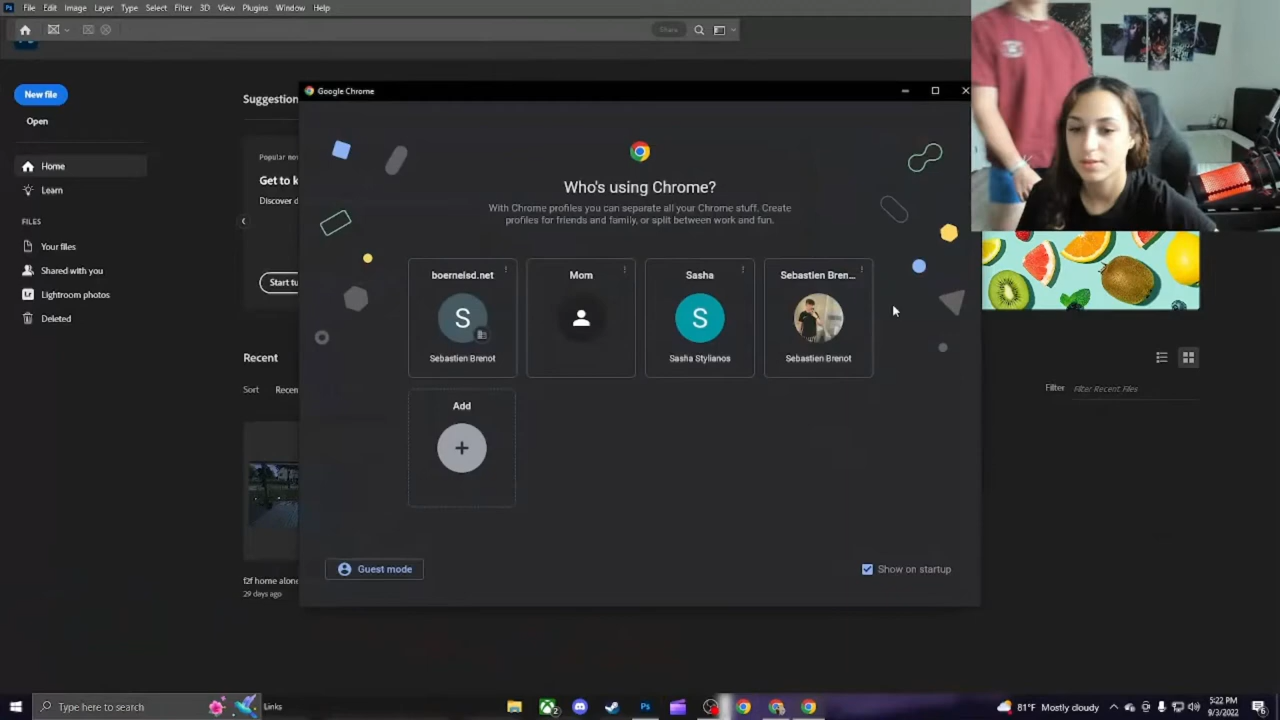 Ps File Edit Image Layer Type Select Filter 3D View Plugins Window Help
Share
New file
Open
Home
Learn
FILES
Your files
Shared with you
Lightroom photos
Deleted
Suggestion
Popular
Get to
Discover
Start
Recent
Sort
f2f home alone
29 days ago
Filter
Filter Recent Files
Google Chrome
Who's using Chrome?
With Chrome profiles you can separate all your Chrome stuff. Create
profiles for friends and family, or split between work and fun.
boerneisd.net
S
Sebastien Brenot
Mom
Sasha
S
Sasha Stylianos
Sebastien Bren...
Sebastien Brenot
Add
Guest mode
Show on startup
Type here to search
Links
2
Ps
81°F Mostly cloudy
5:22 PM
9/3/2022
6